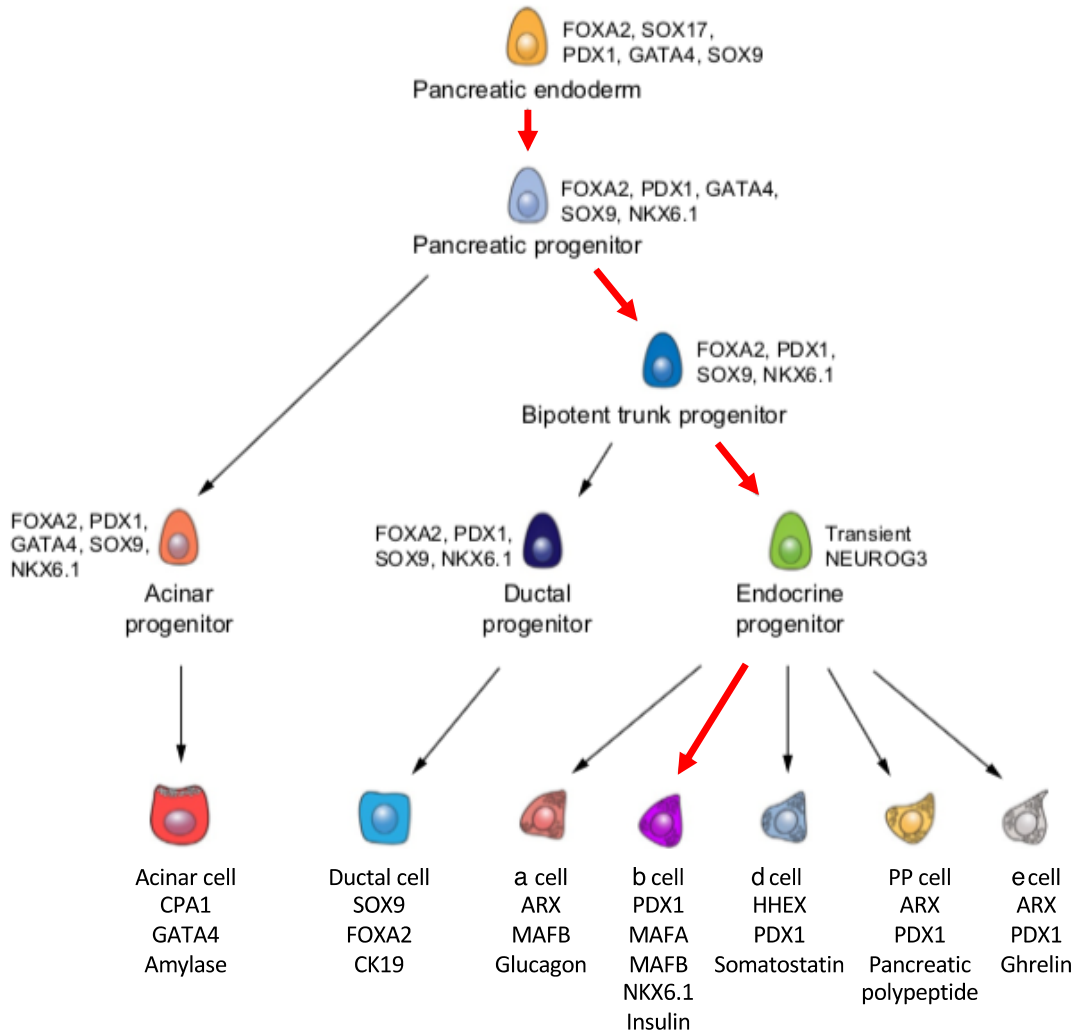 FOXA2, SOX17,
PDX1, GATA4, SOX9
Pancreatic endoderm
FOXA2, PDX1, GATA4,
SOX9, NKX6.1
Pancreatic progenitor
FOXA2, PDX1,
SOX9, NKX6.1
Bipotent trunk progenitor
FOXA2, PDX1,
GATA4, SOX9,
NKX6.1
Acinar
progenitor
FOXA2, PDX1,
SOX9, NKX6.1
Ductal
progenitor
Transient
NEUROG3
Endocrine
progenitor
Acinar cell
CPA1
GATA4
Amylase
Ductal cell
SOX9
FOXA2
CK19
a cell
ARX
MAFB
Glucagon
b cell
PDX1
MAFA
MAFB
NKX6.1
Insulin
d cell
HHEX
PDX1
Somatostatin
PP cell
ARX
PDX1
Pancreatic
polypeptide
e cell
ARX
PDX1
Ghrelin